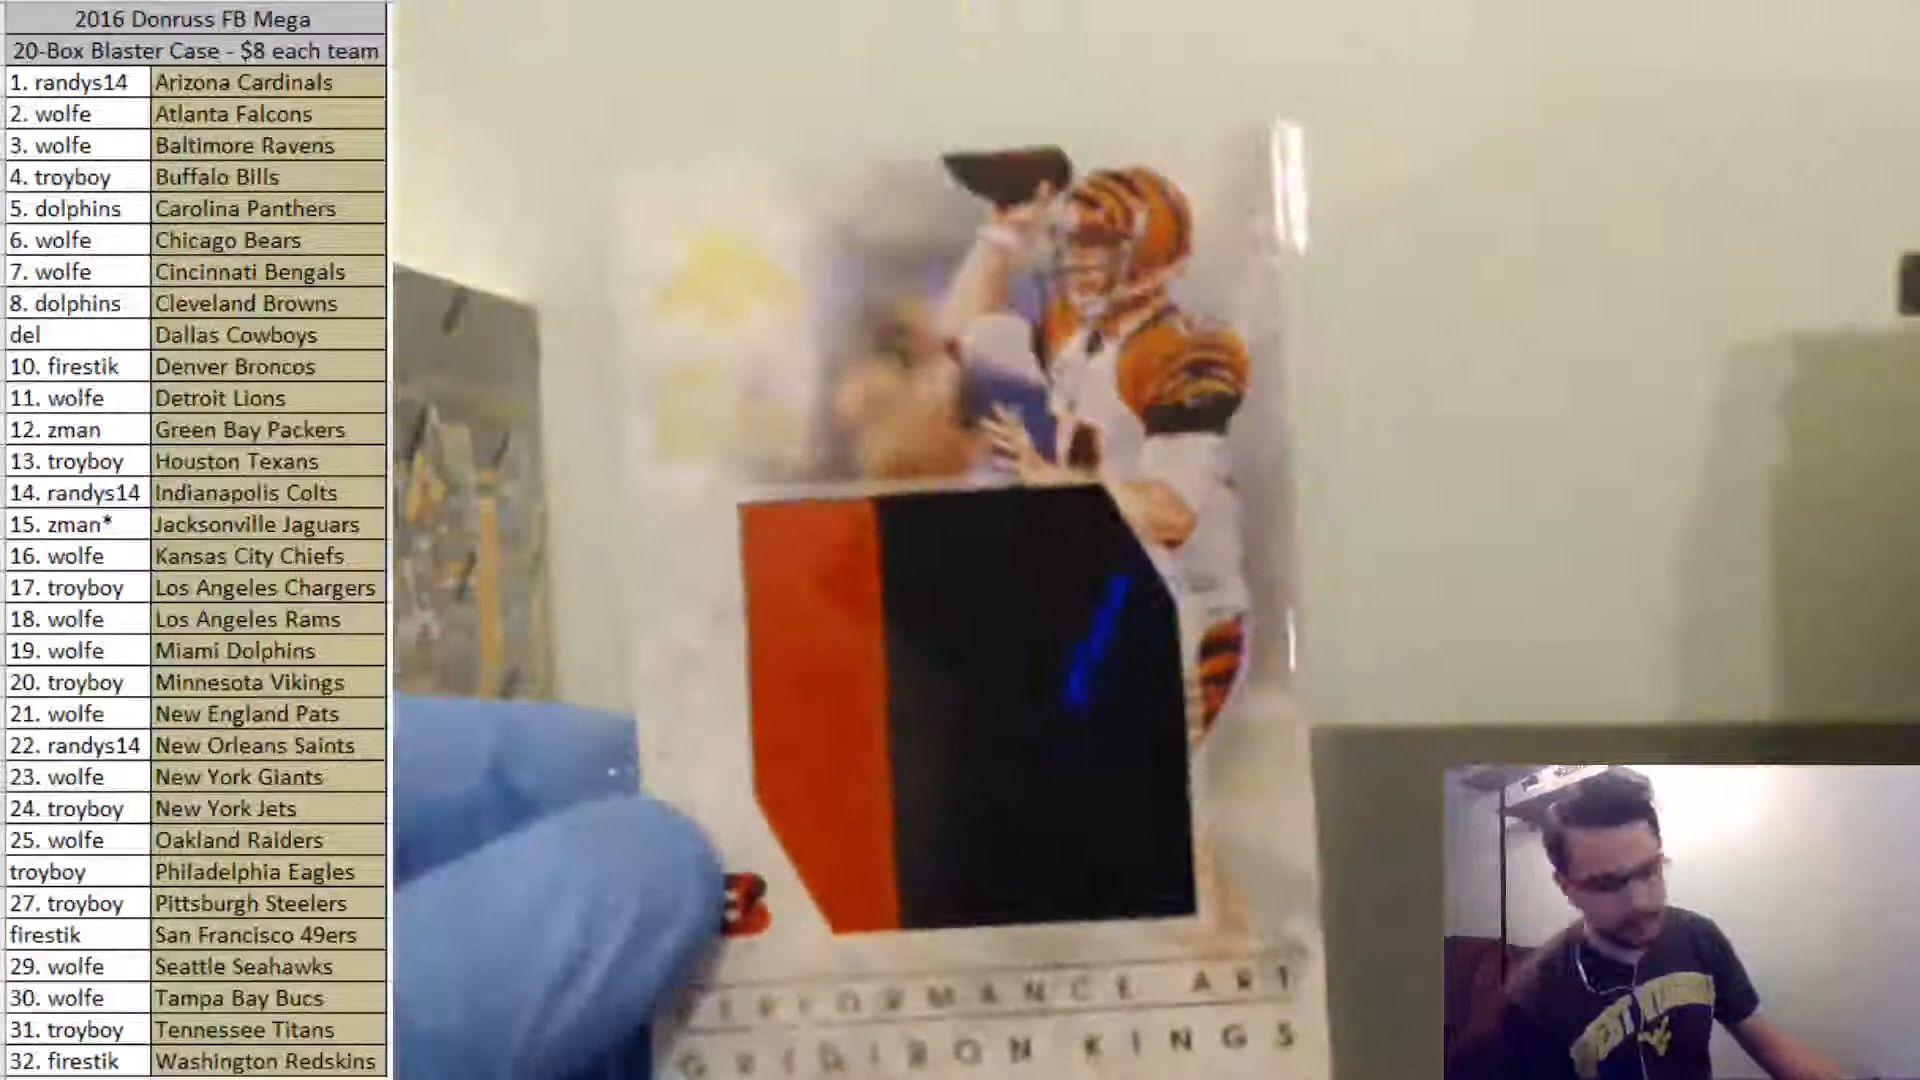 2016 Donruss FB Mega
20-Box Blaster Case - $8 each team
1. randys14 Arizona Cardinals
2. wolfe Atlanta Falcons
3. wolfe Baltimore Ravens
4. troyboy Buffalo Bills
5. dolphins Carolina Panthers
6. wolfe Chicago Bears
7. wolfe Cincinnati Bengals
8. dolphins Cleveland Browns
del Dallas Cowboys
10. firestik Denver Broncos
11. wolfe Detroit Lions
12. zman Green Bay Packers
13. troyboy Houston Texans
14. randys14 Indianapolis Colts
15. zman* Jacksonville Jaguars
16. wolfe Kansas City Chiefs
17. troyboy Los Angeles Chargers
18. wolfe Los Angeles Rams
19. wolfe Miami Dolphins
20. troyboy Minnesota Vikings
21. wolfe New England Pats
22. randys14 New Orleans Saints
23. wolfe New York Giants
24. troyboy New York Jets
25. wolfe Oakland Raiders
troyboy Philadelphia Eagles
27. troyboy Pittsburgh Steelers
firestik San Francisco 49ers
29. wolfe Seattle Seahawks
30. wolfe Tampa Bay Bucs
31. troyboy Tennessee Titans
32. firestik Washington Redskins
PERFORMANCE ART
GRIDIRON KINGS